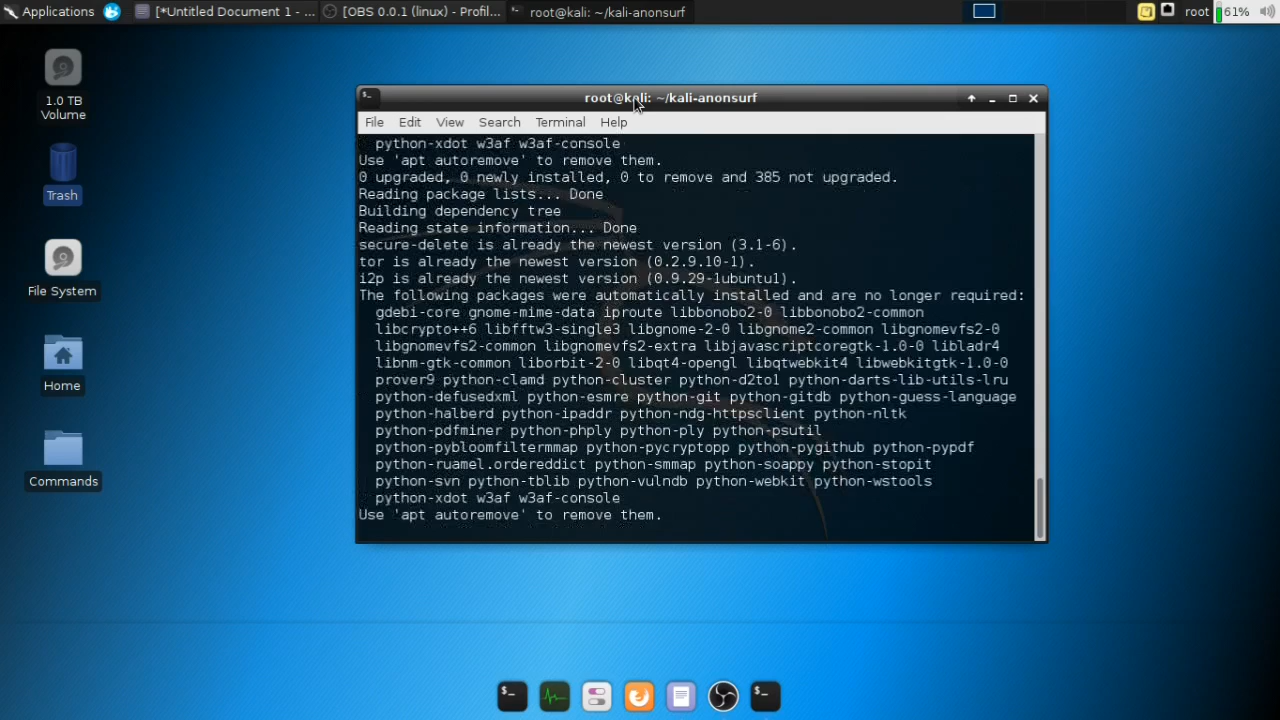 Applications
[*Untitled Document 1 - ...
[OBS 0.0.1 (linux) - Profil...
root@kali: ~/kali-anonsurf
root
61%
1.0 TB
Volume
Trash
File System
Home
Commands
root@kali: ~/kali-anonsurf
File Edit View Search Terminal Help
python-xdot w3af w3af-console
Use 'apt autoremove' to remove them.
0 upgraded, 0 newly installed, 0 to remove and 385 not upgraded.
Reading package lists... Done
Building dependency tree
Reading state information... Done
secure-delete is already the newest version (3.1-6).
tor is already the newest version (0.2.9.10-1).
i2p is already the newest version (0.9.29-1ubuntu1).
The following packages were automatically installed and are no longer required:
gdebi-core gnome-mime-data iproute libbonobo2-0 libbonobo2-common
libcrypto++6 libfftw3-single3 libgnome-2-0 libgnome2-common libgnomevfs2-0
libgnomevfs2-common libgnomevfs2-extra libjavascriptcoregtk-1.0-0 libladr4
libnm-gtk-common liborbit-2-0 libqt4-opengl libqtwebkit4 libwebkitgtk-1.0-0
prover9 python-clamd python-cluster python-d2to1 python-darts-lib-utils-lru
python-defusedxml python-esmre python-git python-gitdb python-guess-language
python-halberd python-ipaddr python-ndg-httpsclient python-nltk
python-pdfminer python-phply python-ply python-psutil
python-pybloomfiltermmap python-pycryptopp python-pygithub python-pypdf
python-ruamel.ordereddict python-smmap python-soappy python-stopit
python-svn python-tblib python-vulndb python-webkit python-wstools
python-xdot w3af w3af-console
Use 'apt autoremove' to remove them.